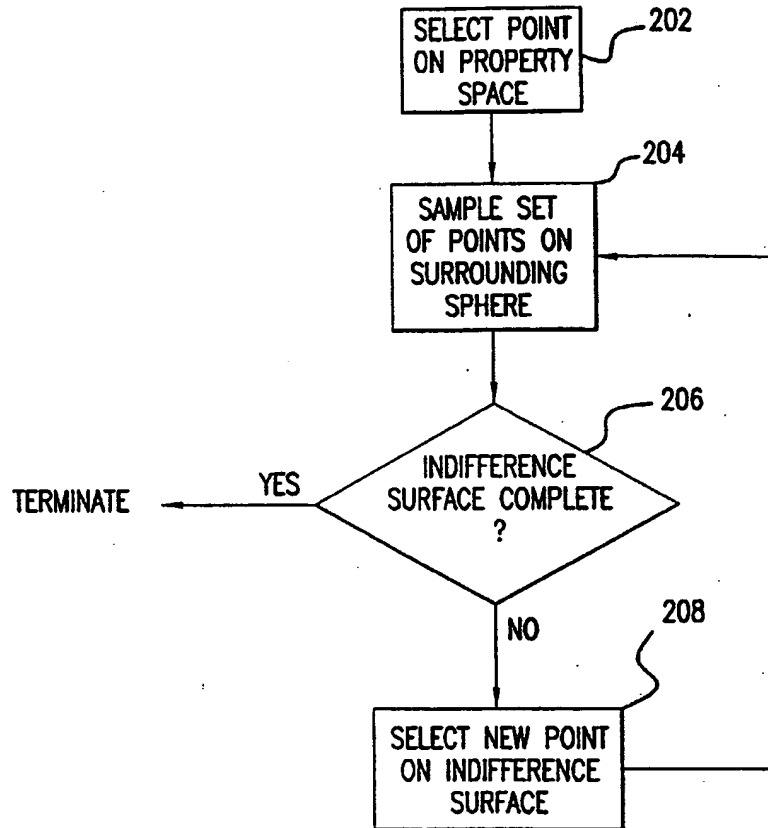 SELECT POINT
ON PROPERTY
SPACE
202
204
SAMPLE SET
OF POINTS ON
SURROUNDING
SPHERE
206
INDIFFERENCE
SURFACE COMPLETE
?
YES
TERMINATE
NO
208
SELECT NEW POINT
ON INDIFFERENCE
SURFACE